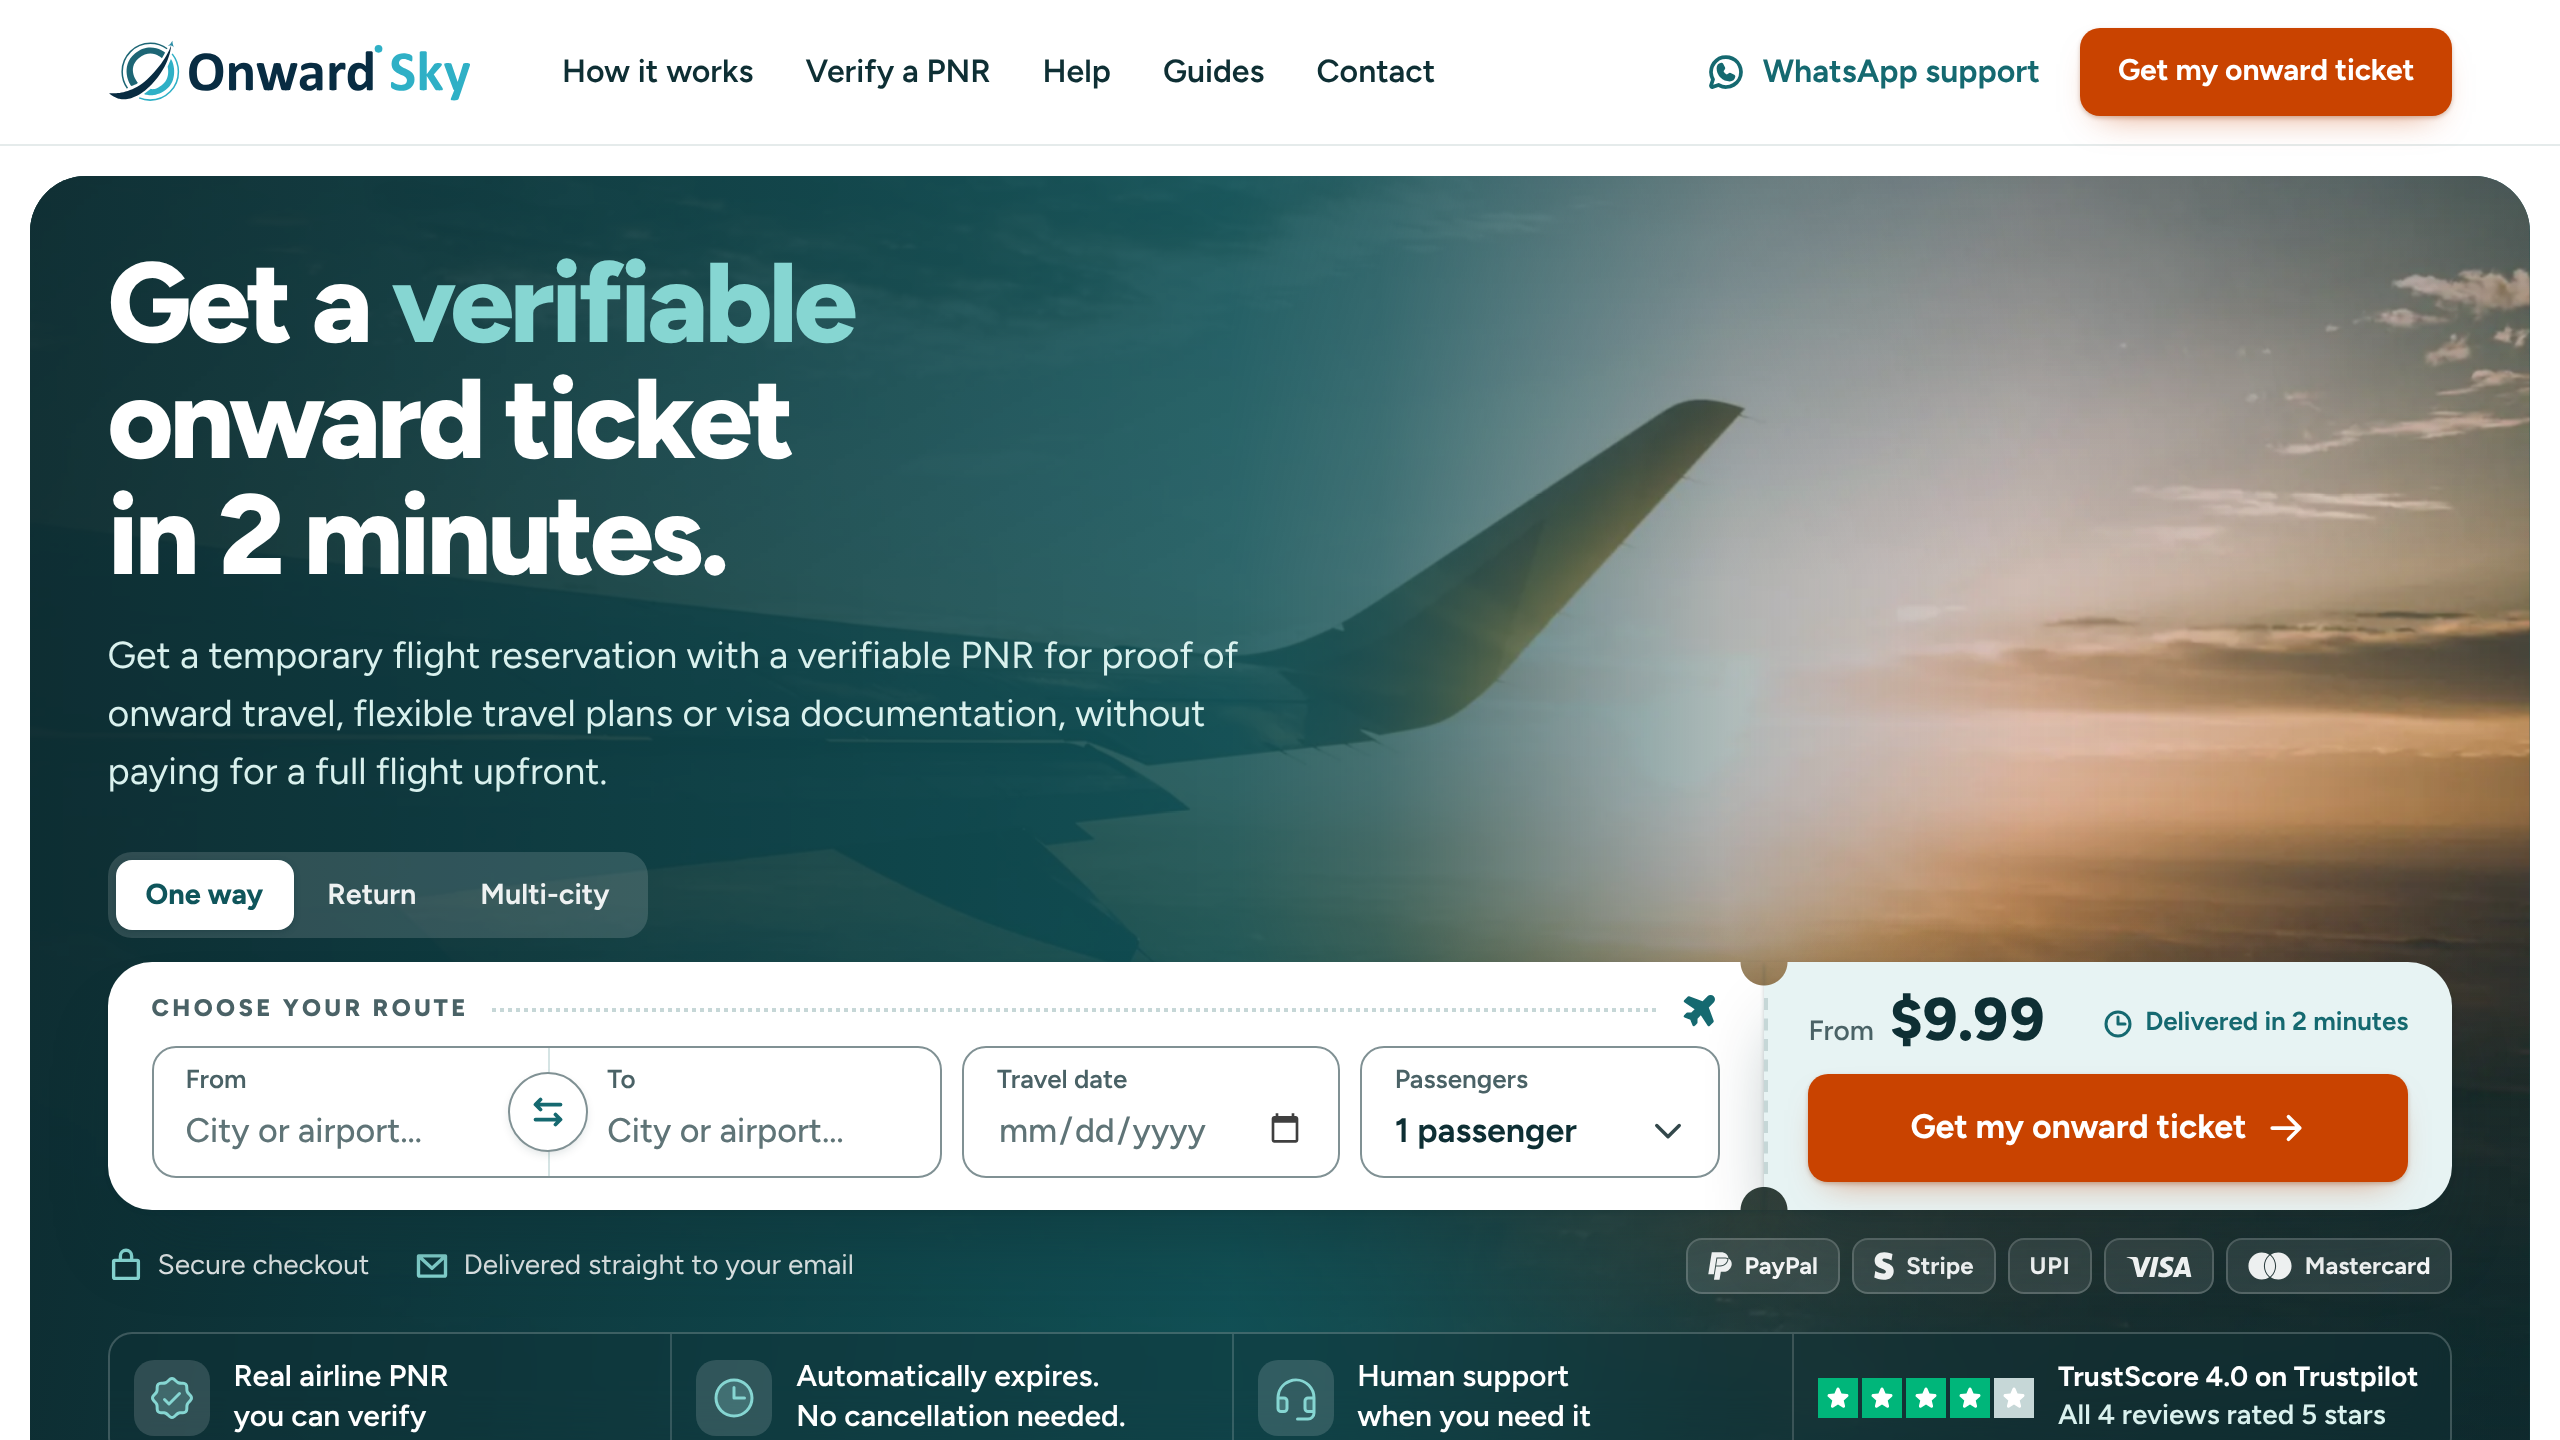 Onward Sky
How it works
Verify a PNR
Help
Guides
Contact
WhatsApp support
Get my onward ticket
Get a verifiable
onward ticket
in 2 minutes.
Get a temporary flight reservation with a verifiable PNR for proof of
onward travel, flexible travel plans or visa documentation, without
paying for a full flight upfront.
One way
Return
Multi-city
CHOOSE YOUR ROUTE
From
City or airport...
To
City or airport...
Travel date
mm/dd/yyyy
Passengers
1 passenger
From $9.99
Delivered in 2 minutes
Get my onward ticket
Secure checkout
Delivered straight to your email
PayPal
Stripe
UPI
VISA
Mastercard
Real airline PNR
you can verify
Automatically expires.
No cancellation needed.
Human support
when you need it
TrustScore 4.0 on Trustpilot
All 4 reviews rated 5 stars